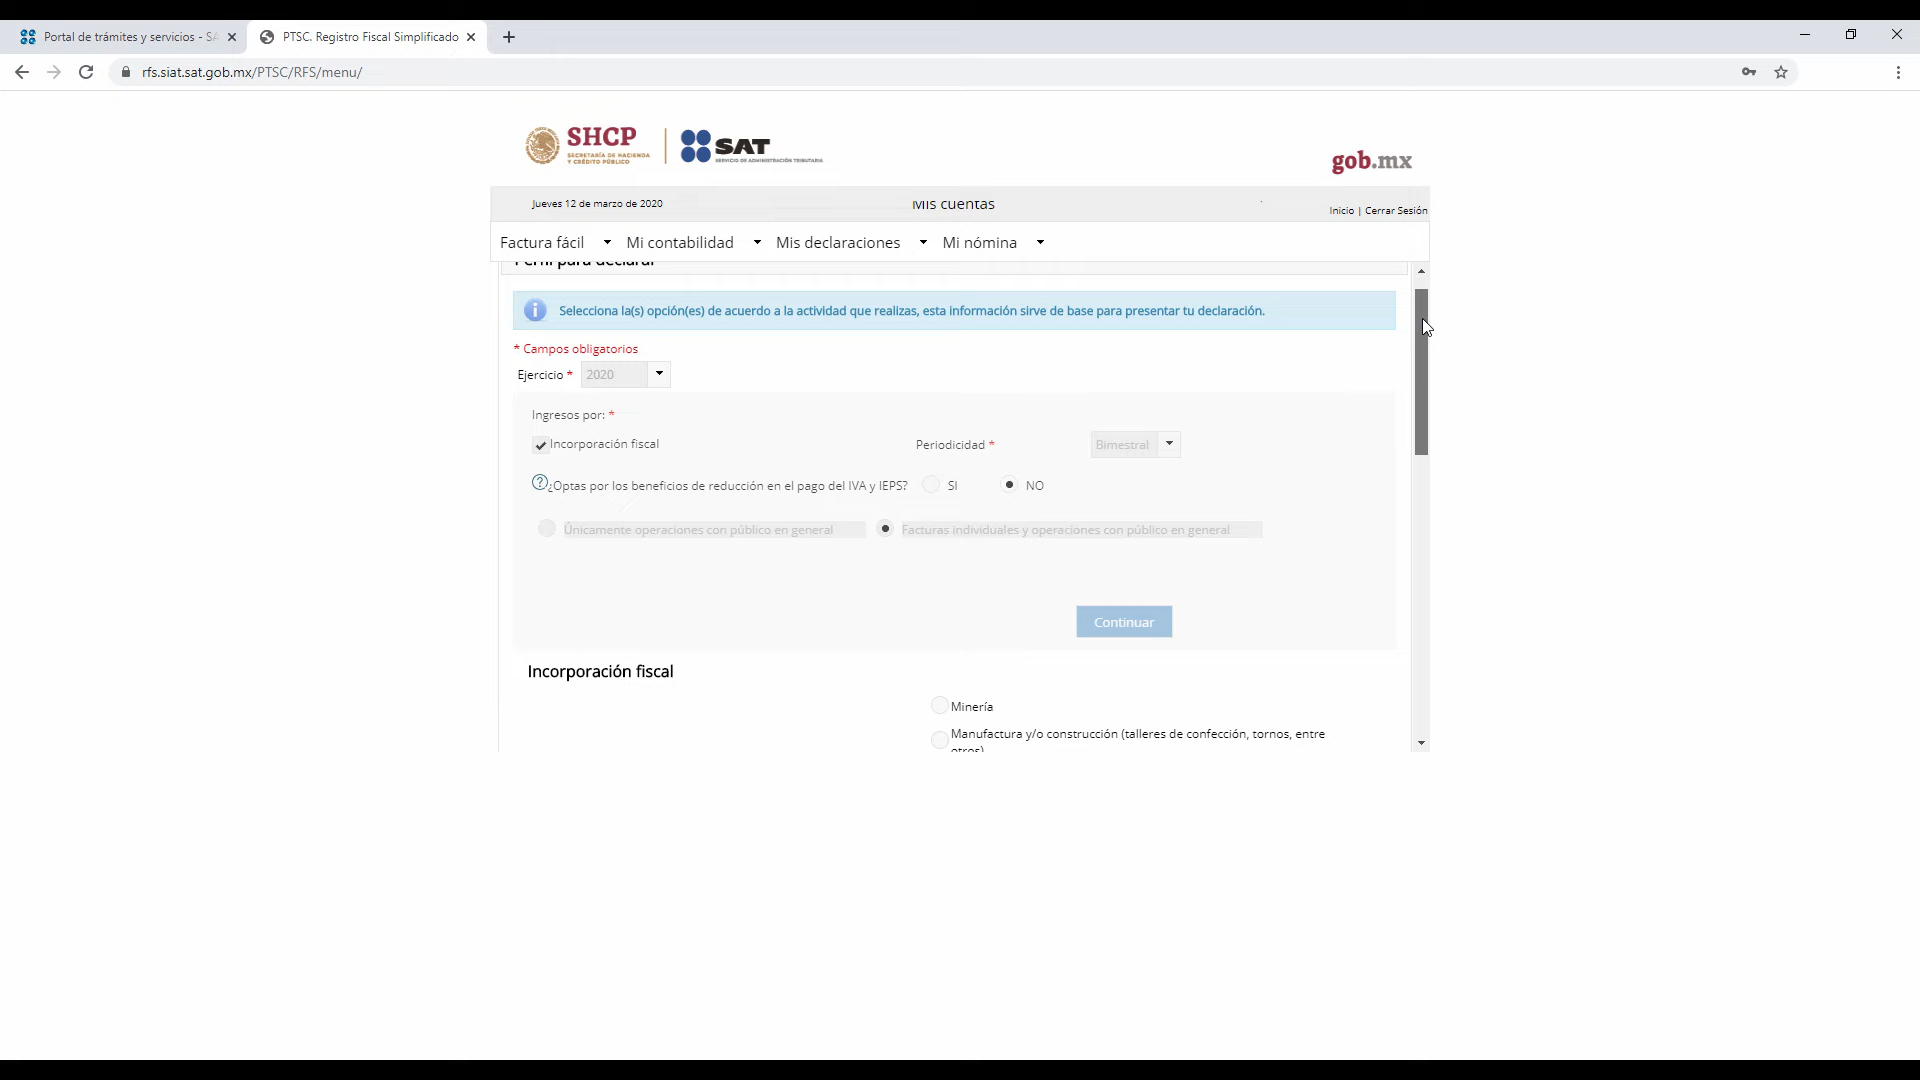 Portal de trámites y servicios - SA
PTSC. Registro Fiscal Simplificado
rfs.siat.sat.gob.mx/PTSC/RFS/menu/
SHCP
SECRETARÍA DE HACIENDA
Y CRÉDITO PÚBLICO
SAT
SERVICIO DE ADMINISTRACIÓN TRIBUTARIA
gob.mx
Jueves 12 de marzo de 2020
Mis cuentas
Inicio | Cerrar Sesión
Factura fácil
Mi contabilidad
Mis declaraciones
Mi nómina
Perfil para declarar
Selecciona la(s) opción(es) de acuerdo a la actividad que realizas, esta información sirve de base para presentar tu declaración.
* Campos obligatorios
Ejercicio * 2020
Ingresos por: *
Incorporación fiscal
Periodicidad * Bimestral
¿Optas por los beneficios de reducción en el pago del IVA y IEPS? SI NO
Únicamente operaciones con público en general
Facturas individuales y operaciones con público en general
Continuar
Incorporación fiscal
Minería
Manufactura y/o construcción (talleres de confección, tornos, entre
otros)